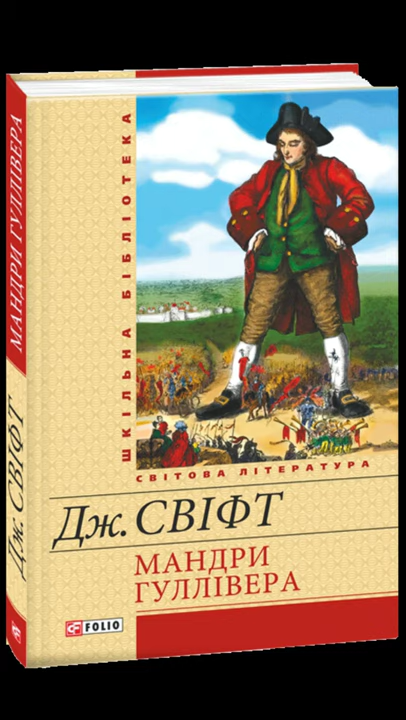 МАНДРИ ГУЛЛІВЕРА
Дж. СВІФТ
ШКІЛЬНА БІБЛІОТЕКА
СВІТОВА ЛІТЕРАТУРА
Дж. СВІФТ
МАНДРИ
ГУЛЛІВЕРА
FOLIO